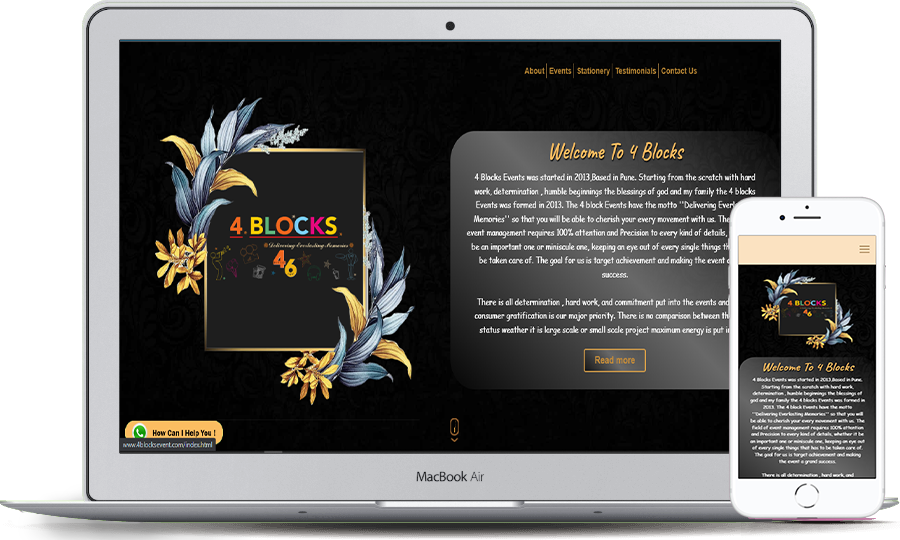 About Events Stationery Testimonials Contact Us
4 BLOCKS
Delivering Everlasting Memories
4.6
Welcome To 4 Blocks
4 Blocks Events was started in 2013,Based in Pune. Starting from the scratch with hard
work, determination , humble beginnings the blessings of god and my family the 4 blocks
Events was formed in 2013. The 4 block Events have the motto ''Delivering Everlas
Memories'' so that you will be able to cherish your every movement with us. The
event management requires 100% attention and Precision to every kind of details,
be an important one or miniscule one, keeping an eye out of every single things th
be taken care of. The goal for us is target achievement and making the event a
success.
There is all determination , hard work, and commitment put into the events and
consumer gratification is our major priority. There is no comparison between th
status weather it is large scale or small scale project maximum energy is put in
Read more
How Can I Help You !
www.4blocksevent.com/index.html
MacBook Air
4 BLOCKS
Welcome To 4 Blocks
4 Blocks Events was started in 2013,Based in Pune.
Starting from the scratch with hard work,
determination , humble beginnings the blessings of
god and my family the 4 blocks Events was formed in
2013. The 4 block Events have the motto
''Delivering Everlasting Memories'' so that you will
be able to cherish your every movement with us. The
field of event management requires 100% attention
and Precision to every kind of details, whether it be
an important one or miniscule one, keeping an eye out
of every single things that has to be taken care of.
The goal for us is target achievement and making
the event a grand success.
There is all determination , hard work, and